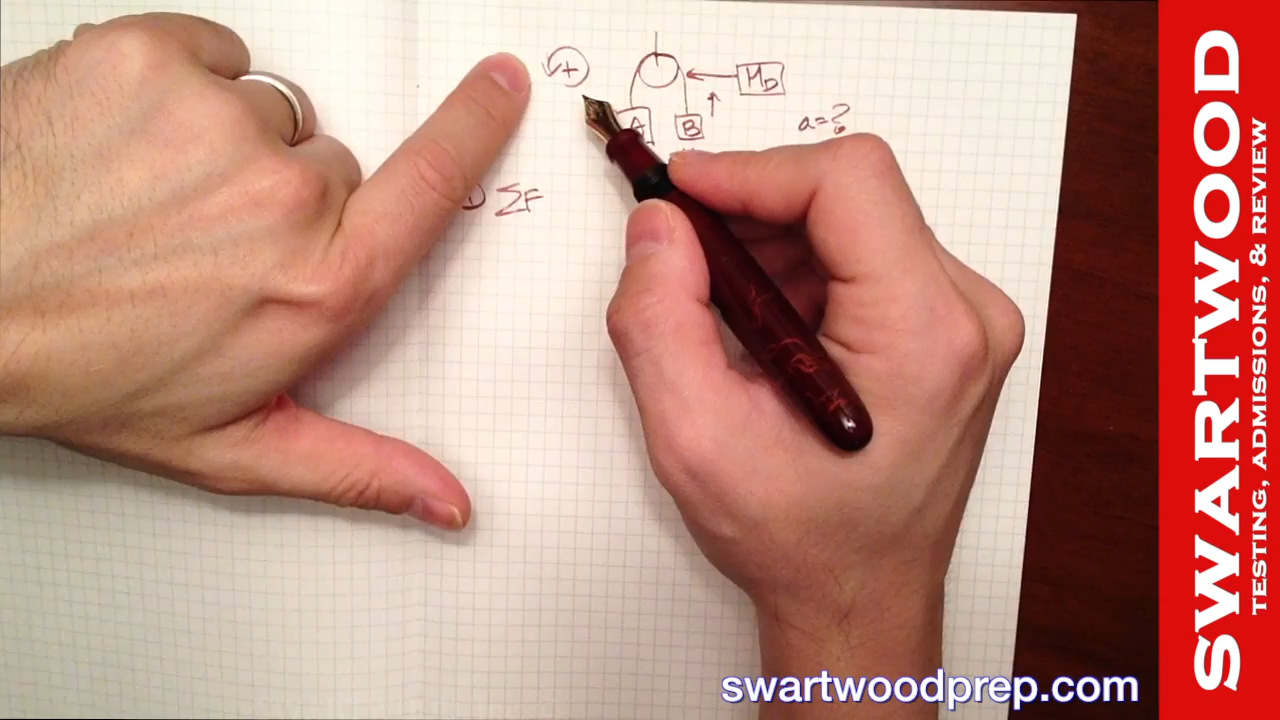 +
M_D
A
B
a=?
D ΣF
SWARTWOOD
TESTING, ADMISSIONS, & REVIEW
swartwoodprep.com